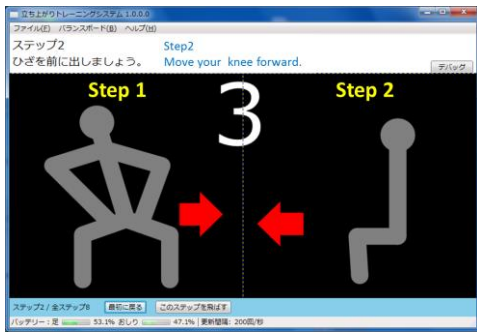 立ち上がりトレーニングシステム 1.0.0.0
ファイル(F) バランスボード(B) ヘルプ(H)
ステップ2 Step2
ひざを前に出しましょう。 Move your knee forward.
デバッグ
Step 1 3 Step 2
ステップ2 / 全ステップ8 最初に戻る このステップを飛ばす
バッテリー : 足 53.1% おしり 47.1% 更新間隔: 200回/秒